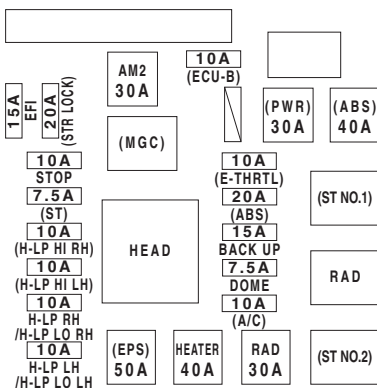 10A
(ECU-B)
AM2
30A
15A
EFI
20A
(STR LOCK)
(MGC)
(PWR)
30A
(ABS)
40A
10A
STOP
7.5A
(ST)
10A
(H-LP HI RH)
10A
(H-LP HI LH)
10A
H-LP RH
/H-LP LO RH
10A
H-LP LH
/H-LP LO LH
HEAD
10A
(E-THRTL)
20A
(ABS)
15A
BACK UP
7.5A
DOME
10A
(A/C)
(ST NO.1)
RAD
(ST NO.2)
(EPS)
50A
HEATER
40A
RAD
30A